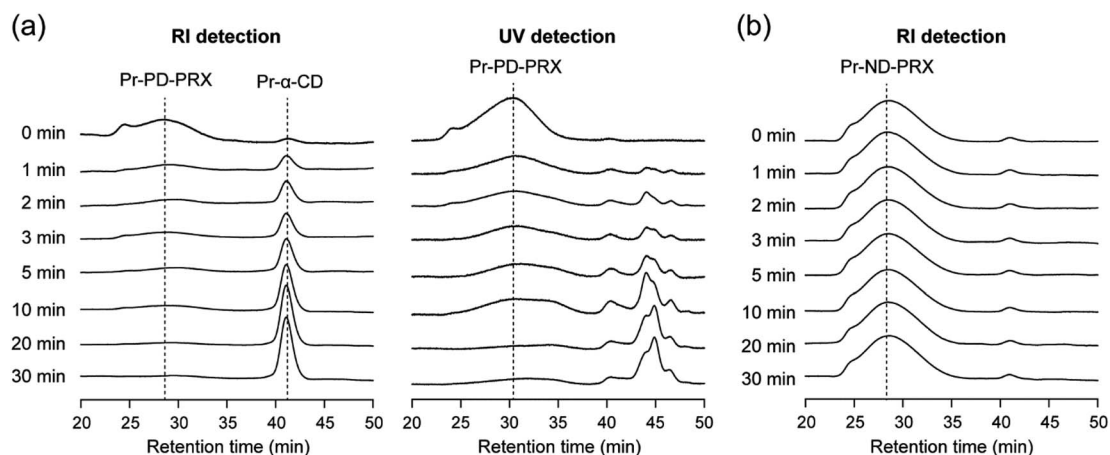 (a)
RI detection
UV detection
(b)
RI detection
Pr-PD-PRX
Pr-α-CD
Pr-PD-PRX
Pr-ND-PRX
0 min
1 min
2 min
3 min
5 min
10 min
20 min
30 min
0 min
1 min
2 min
3 min
5 min
10 min
20 min
30 min
20 25 30 35 40 45 50
20 25 30 35 40 45 50
20 25 30 35 40 45 50
Retention time (min)
Retention time (min)
Retention time (min)